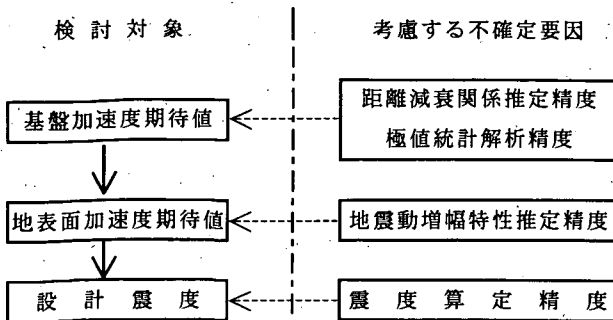 検討対象
考慮する不確定要因
基盤加速度期待値
距離減衰関係推定精度
極値統計解析精度
地表面加速度期待値
地震動増幅特性推定精度
設計震度
震度算定精度